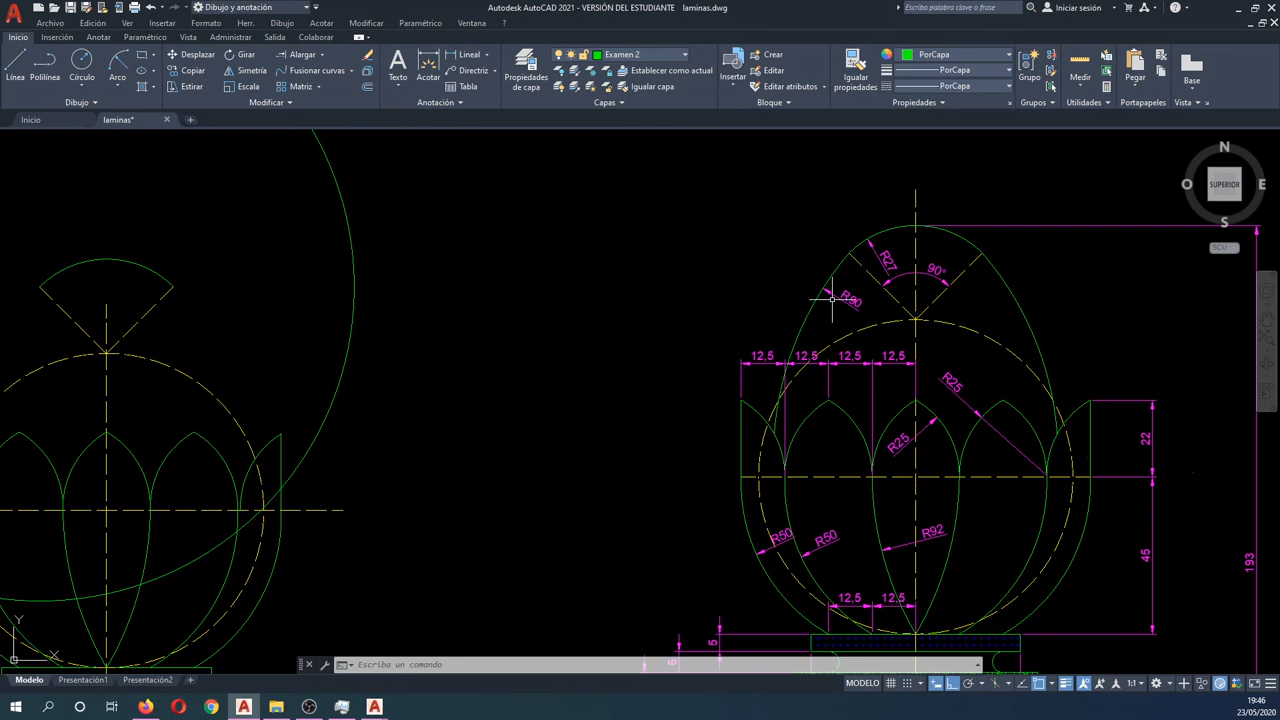 Dibujo y anotación
Autodesk AutoCAD 2021 - VERSIÓN DEL ESTUDIANTE laminas.dwg
Escriba palabra clave o frase
Iniciar sesión
Archivo Edición Ver Insertar Formato Herr. Dibujo Acotar Modificar Paramétrico Ventana ?
Inicio Inserción Anotar Paramétrico Vista Administrar Salida Colaborar
Línea Polilínea Círculo Arco
Desplazar Girar Alargar
Copiar Simetría Fusionar curvas
Estirar Escala Matriz
Texto Acotar
Lineal
Directriz
Tabla
Propiedades de capa
Examen 2
Establecer como actual
Igualar capa
Insertar
Crear
Editar
Editar atributos
Igualar propiedades
PorCapa
PorCapa
PorCapa
Grupo Medir Pegar Base
Dibujo Modificar Anotación Capas Bloque Propiedades Grupos Utilidades Portapapeles Vista
Inicio laminas*
N
O SUPERIOR E
S
SCU
R27
90°
R90
12,5 12,5 12,5 12,5
R25
R25
22
R50
R50
R92
45
193
12,5 12,5
5
6
Y
X
Escriba un comando
Modelo Presentación1 Presentación2
MODELO
1:1
19:46
23/05/2020